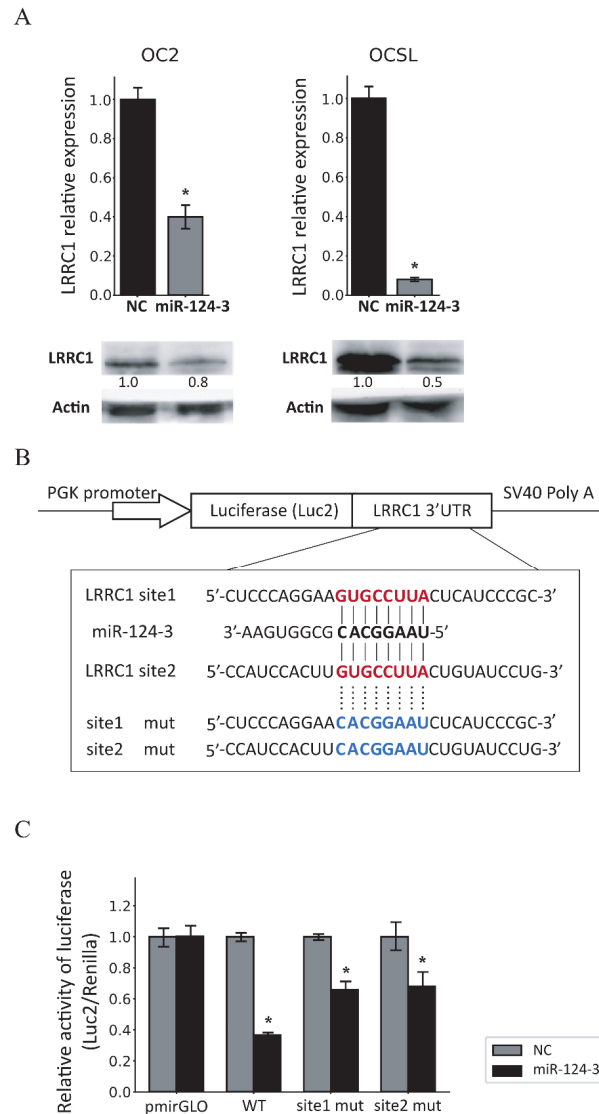 A
OC2
OCSL
LRRC1 relative expression
1.0
0.8
0.6
0.4
0.2
0.0
*
NC miR-124-3
LRRC1 relative expression
1.0
0.8
0.6
0.4
0.2
0.0
*
NC miR-124-3
LRRC1
1.0 0.8
Actin
LRRC1
1.0 0.5
Actin
B
PGK promoter
Luciferase (Luc2)
LRRC1 3’UTR
SV40 Poly A
LRRC1 site1 5’-CUCCCAGGAAGUGCCUUACUCAUCCCGC-3’
miR-124-3 3’-AAGUGGCG CACGGAAU-5’
LRRC1 site2 5’-CCAUCCACUUGUGCCUUACUGUAUCCUG-3’
site1 mut 5’-CUCCCAGGAACACGGAAUCUCAUCCCGC-3’
site2 mut 5’-CCAUCCACUUCACGGAAUCUGUAUCCUG-3’
C
Relative activity of luciferase
(Luc2/Renilla)
1.2
1.0
0.8
0.6
0.4
0.2
0.0
*
*
*
pmirGLO WT site1 mut site2 mut
NC
miR-124-3